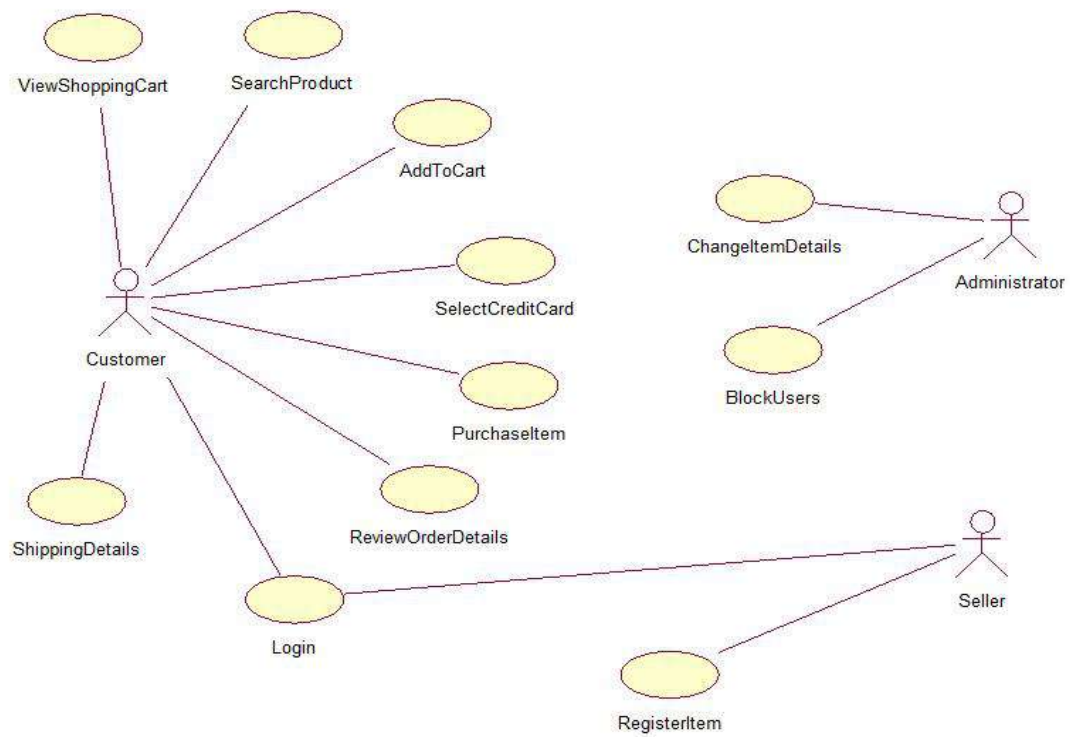 ViewShoppingCart
SearchProduct
AddToCart
ChangeItemDetails
Administrator
SelectCreditCard
Customer
BlockUsers
PurchaseItem
ReviewOrderDetails
ShippingDetails
Seller
Login
RegisterItem